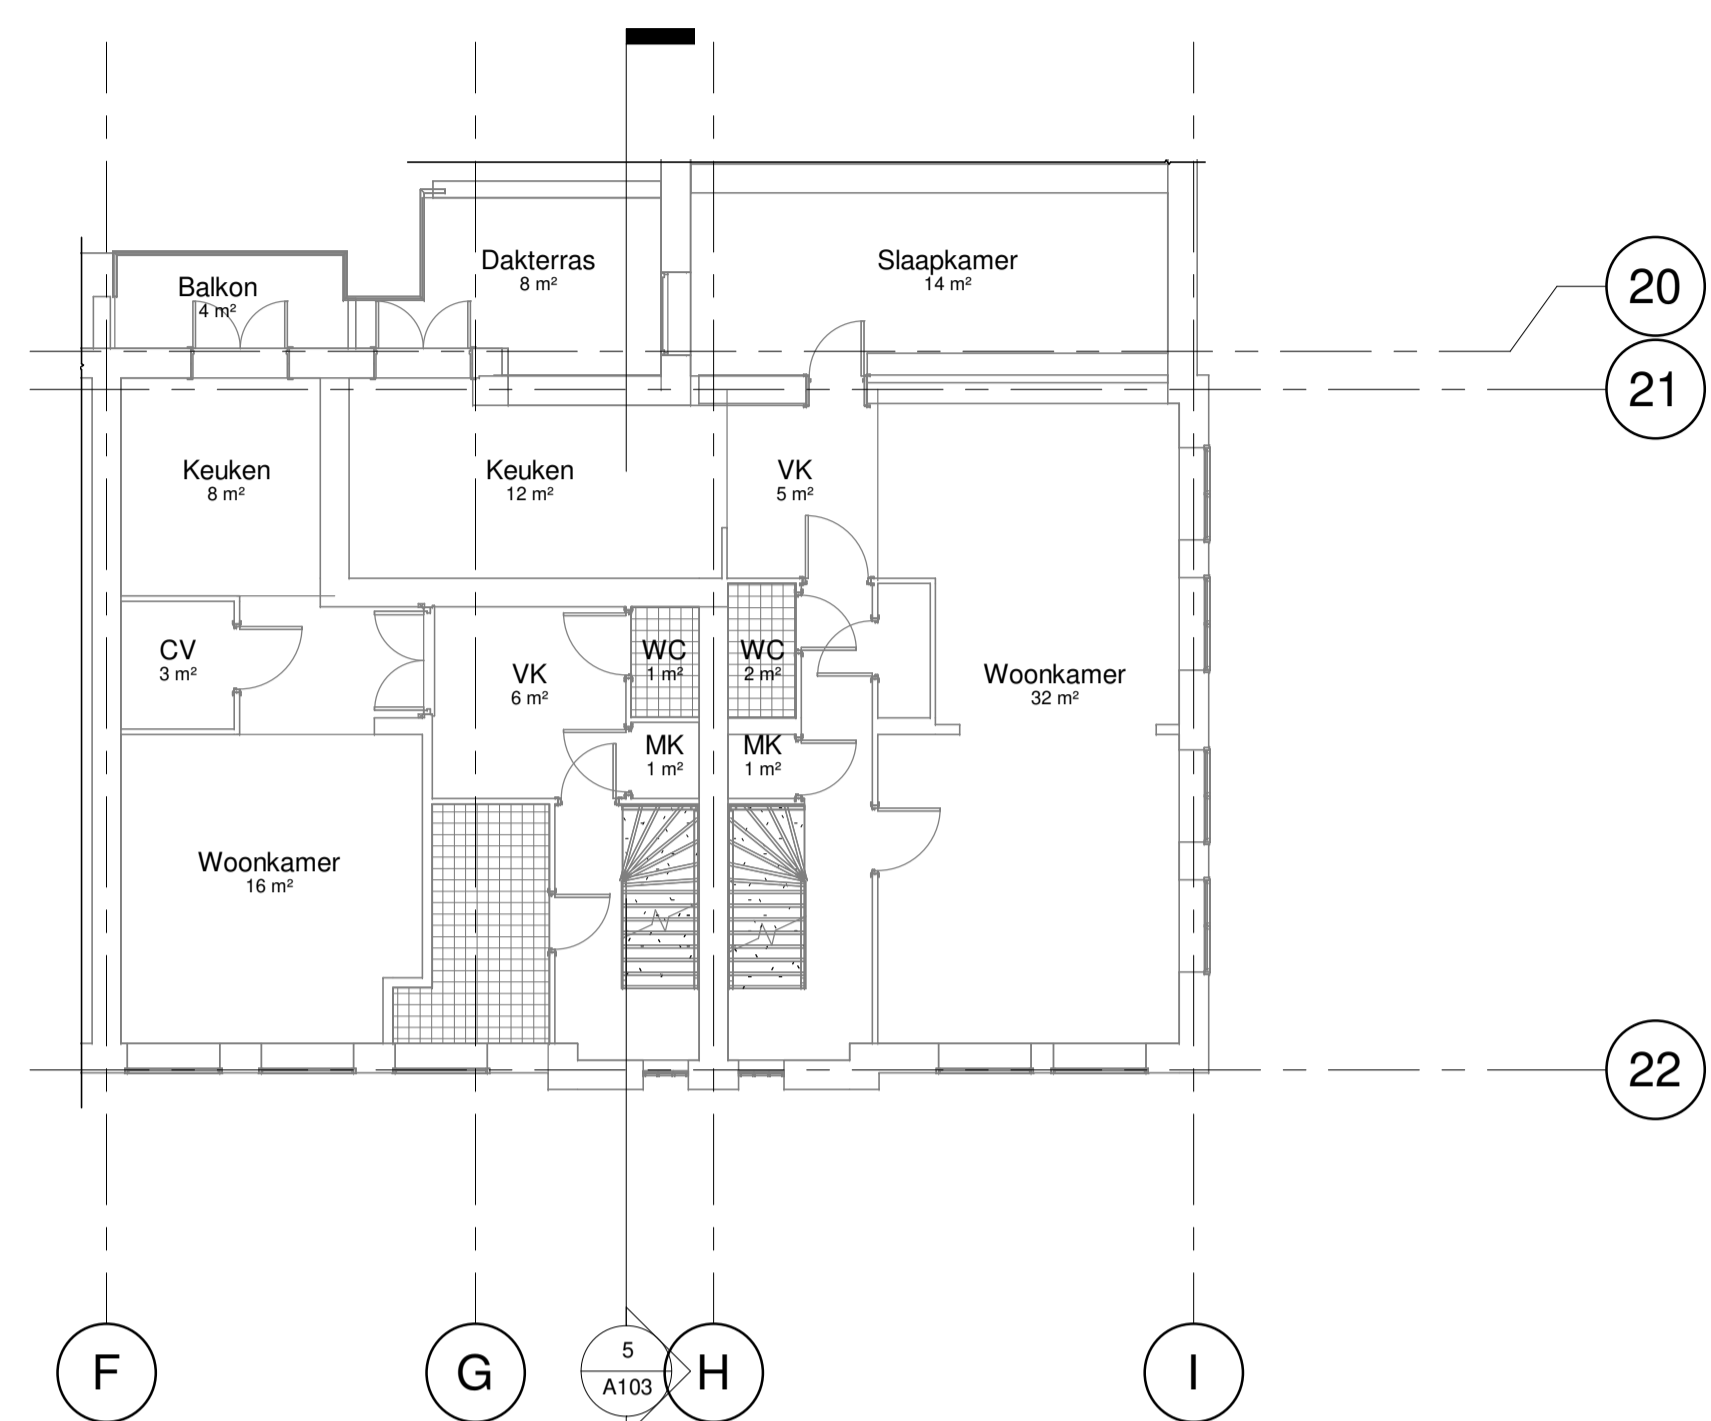 Dakterras
8 m²
Slaapkamer
14 m²
Balkon
4 m²
20
21
Keuken
8 m²
Keuken
12 m²
VK
5 m²
CV
3 m²
VK
6 m²
WC
1 m²
WC
2 m²
Woonkamer
32 m²
MK
1 m²
MK
1 m²
Woonkamer
16 m²
22
F
G
5
A103
H
I